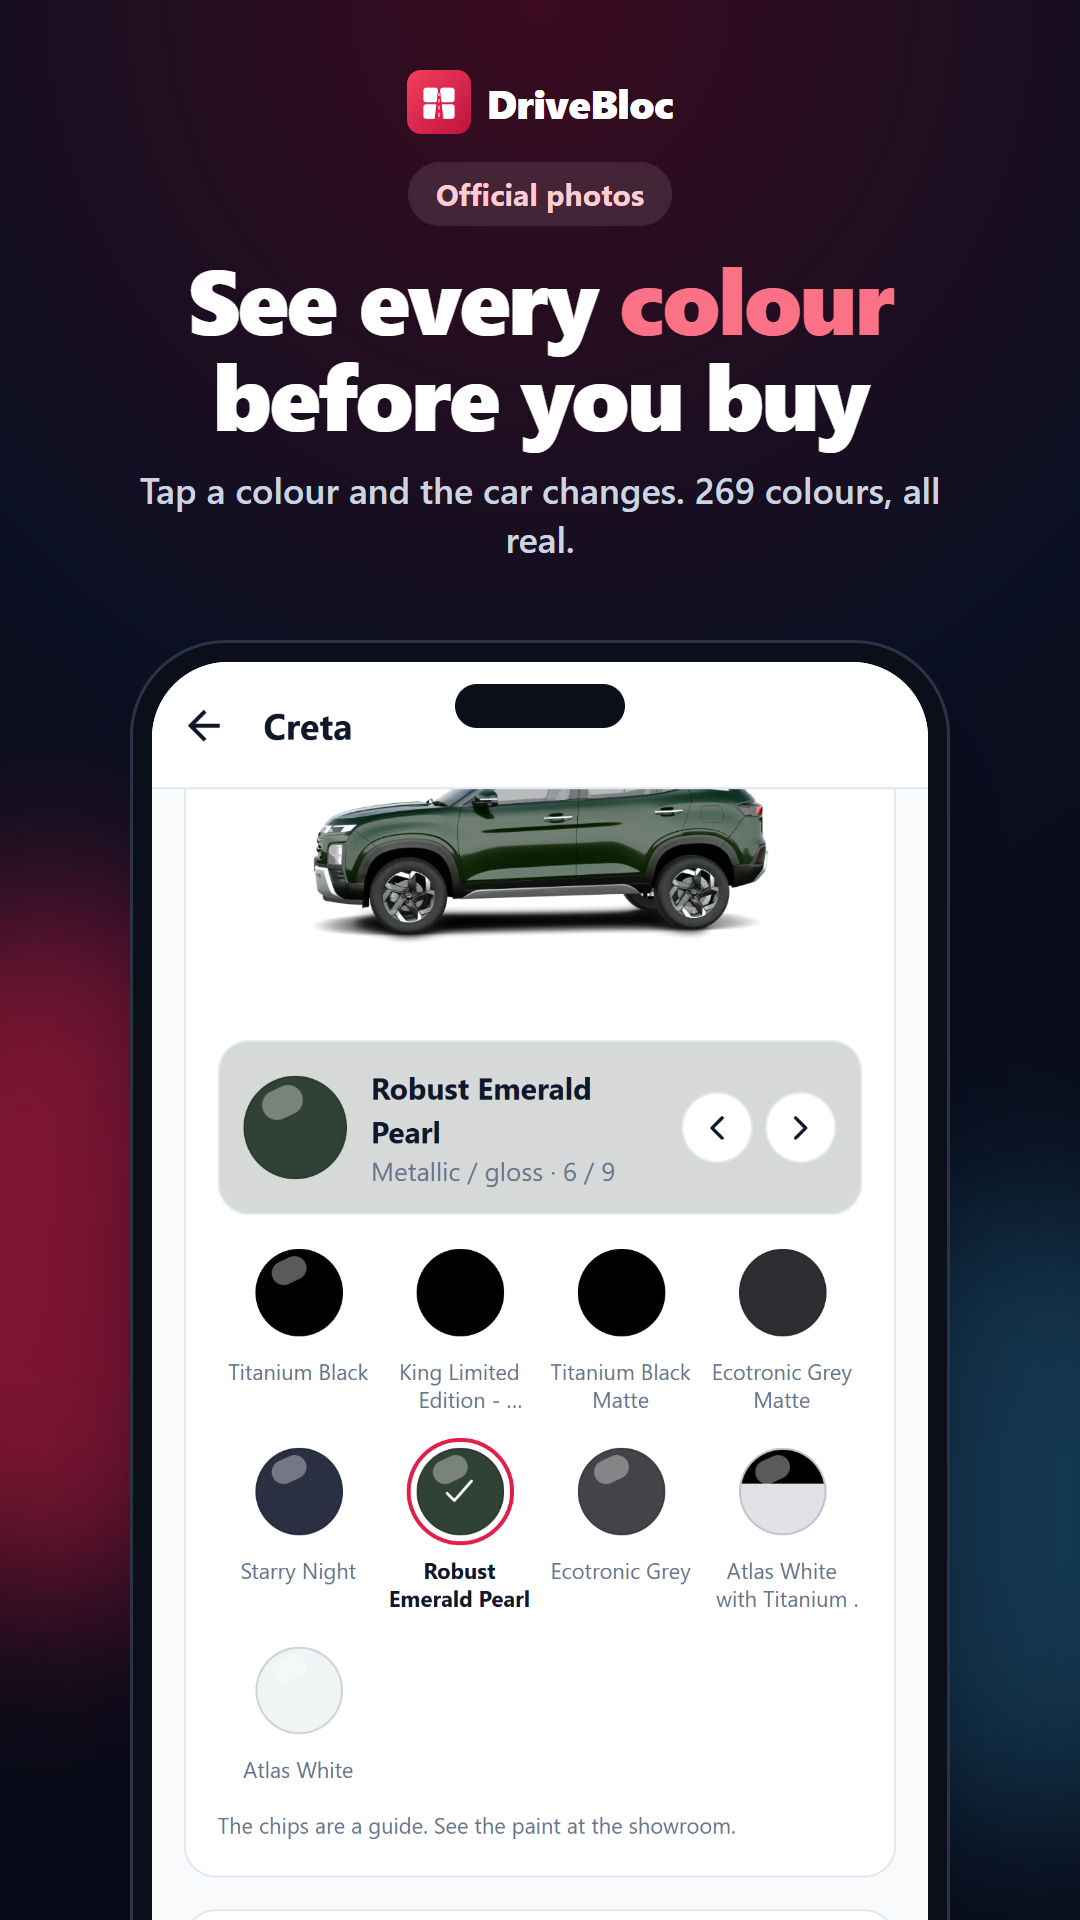 DriveBloc
Official photos
See every colour
before you buy
Tap a colour and the car changes. 269 colours, all
real.
Creta
Robust Emerald
Pearl
Metallic / gloss · 6 / 9
Titanium Black
King Limited
Edition - ...
Titanium Black
Matte
Ecotronic Grey
Matte
Starry Night
Robust
Emerald Pearl
Ecotronic Grey
Atlas White
with Titanium .
Atlas White
The chips are a guide. See the paint at the showroom.